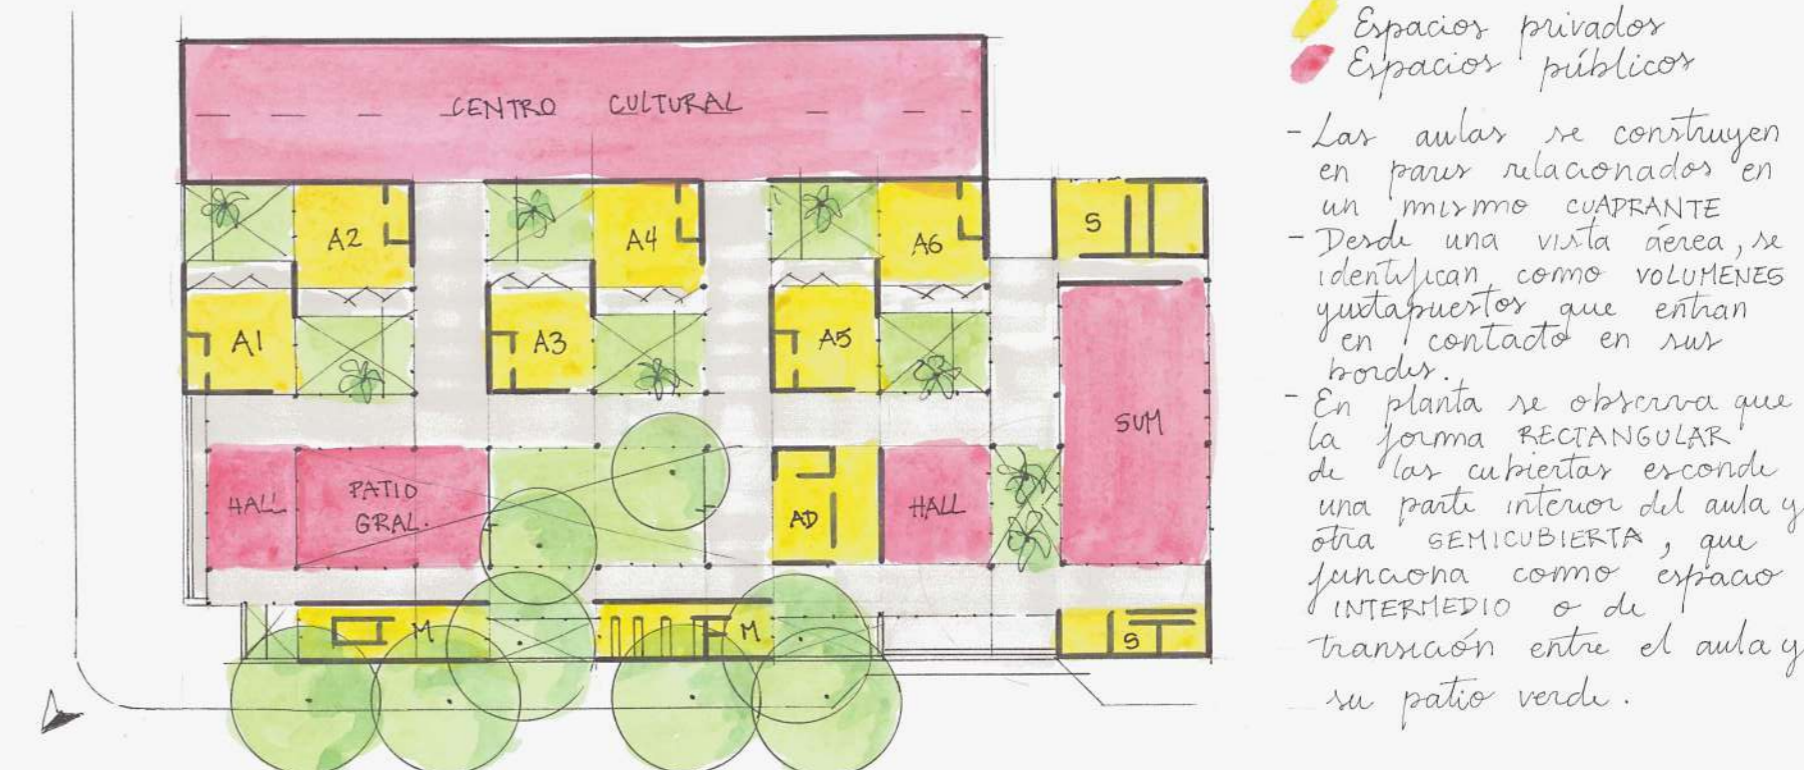 CENTRO CULTURAL
A2
A4
A6
S
A1
A3
A5
SUM
HALL
PATIO
GRAL.
AD
HALL
M
M
S
Espacios privados
Espacios públicos
- Las aulas se construyen
en pares relacionados en
un mismo CUADRANTE
- Desde una vista aérea, se
identifican como VOLUMENES
yuxtapuestos que entran
en contacto en sus
bordes.
- En planta se observa que
la forma RECTANGULAR
de las cubiertas esconde
una parte interior del aula y
otra SEMICUBIERTA, que
funciona como espacio
INTERMEDIO o de
transición entre el aula y
su patio verde.